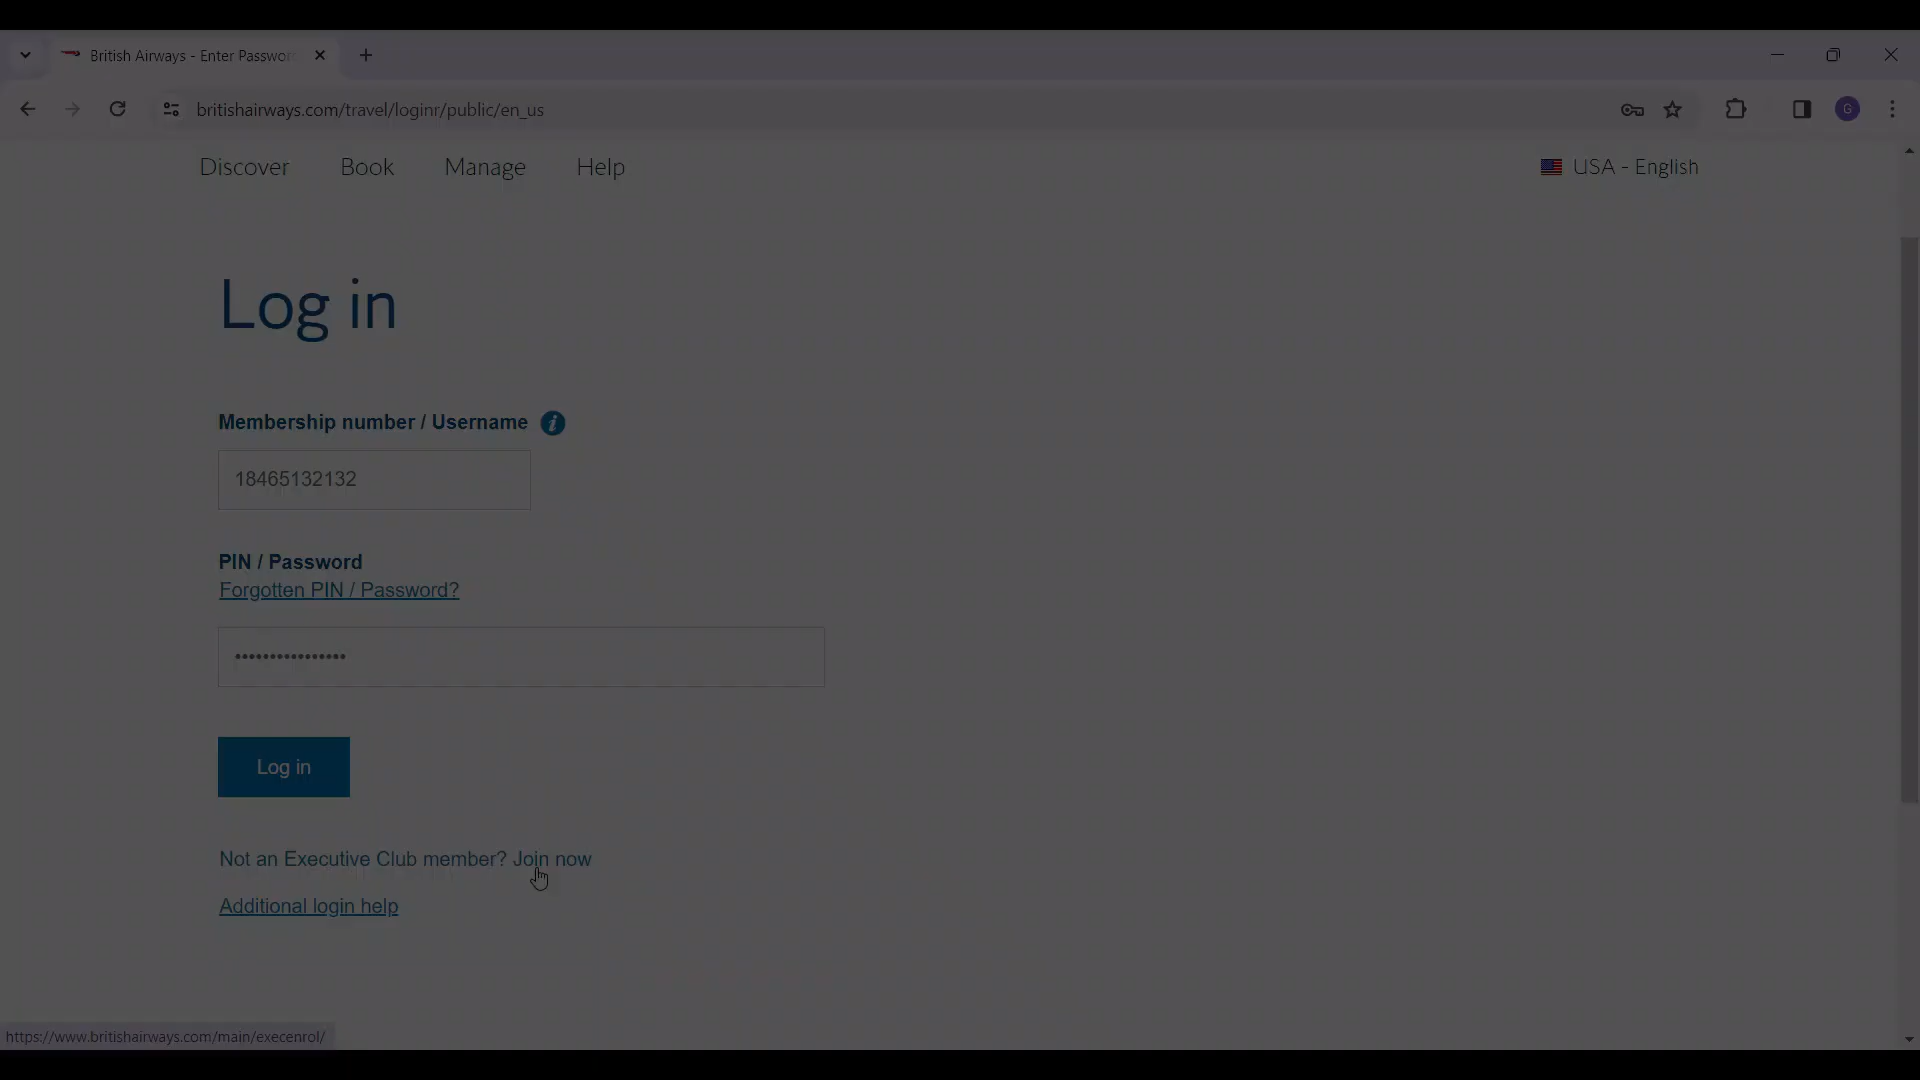 British Airways - Enter Passwor
britishairways.com/travel/loginr/public/en_us
G
Discover Book Manage Help USA - English
Log in
Membership number / Username i
18465132132
PIN / Password
Forgotten PIN / Password?
••••••••••••••••
Log in
Not an Executive Club member? Join now
Additional login help
https://www.britishairways.com/main/execenrol/